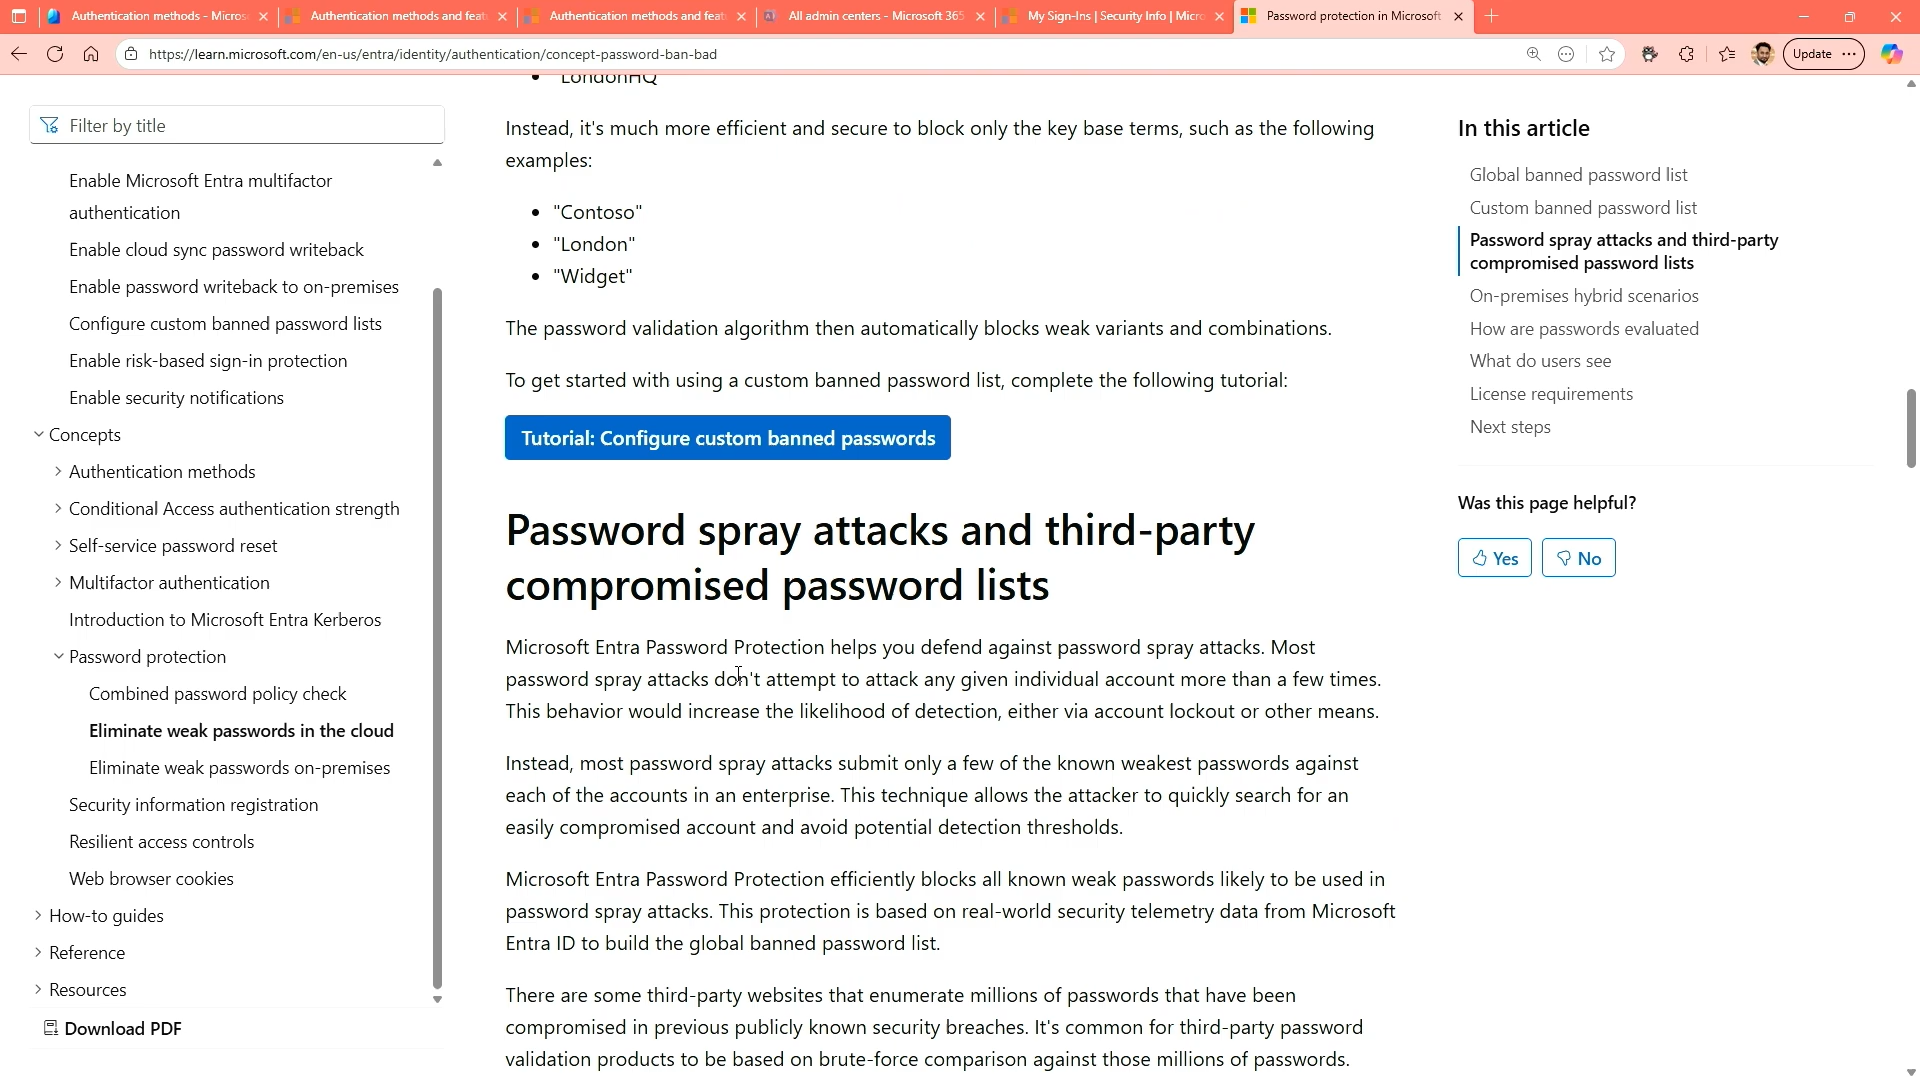 Authentication methods - Micros
Authentication methods and feat
Authentication methods and feat
All admin centers - Microsoft 365
My Sign-Ins | Security Info | Micro
Password protection in Microsoft
https://learn.microsoft.com/en-us/entra/identity/authentication/concept-password-ban-bad
Update
Filter by title
Enable Microsoft Entra multifactor
authentication
Enable cloud sync password writeback
Enable password writeback to on-premises
Configure custom banned password lists
Enable risk-based sign-in protection
Enable security notifications
Concepts
Authentication methods
Conditional Access authentication strength
Self-service password reset
Multifactor authentication
Introduction to Microsoft Entra Kerberos
Password protection
Combined password policy check
Eliminate weak passwords in the cloud
Eliminate weak passwords on-premises
Security information registration
Resilient access controls
Web browser cookies
How-to guides
Reference
Resources
Download PDF
• "LondonHQ"
Instead, it's much more efficient and secure to block only the key base terms, such as the following
examples:
• "Contoso"
• "London"
• "Widget"
The password validation algorithm then automatically blocks weak variants and combinations.
To get started with using a custom banned password list, complete the following tutorial:
Tutorial: Configure custom banned passwords
Password spray attacks and third-party
compromised password lists
Microsoft Entra Password Protection helps you defend against password spray attacks. Most
password spray attacks don't attempt to attack any given individual account more than a few times.
This behavior would increase the likelihood of detection, either via account lockout or other means.
Instead, most password spray attacks submit only a few of the known weakest passwords against
each of the accounts in an enterprise. This technique allows the attacker to quickly search for an
easily compromised account and avoid potential detection thresholds.
Microsoft Entra Password Protection efficiently blocks all known weak passwords likely to be used in
password spray attacks. This protection is based on real-world security telemetry data from Microsoft
Entra ID to build the global banned password list.
There are some third-party websites that enumerate millions of passwords that have been
compromised in previous publicly known security breaches. It's common for third-party password
validation products to be based on brute-force comparison against those millions of passwords.
In this article
Global banned password list
Custom banned password list
Password spray attacks and third-party
compromised password lists
On-premises hybrid scenarios
How are passwords evaluated
What do users see
License requirements
Next steps
Was this page helpful?
Yes
No